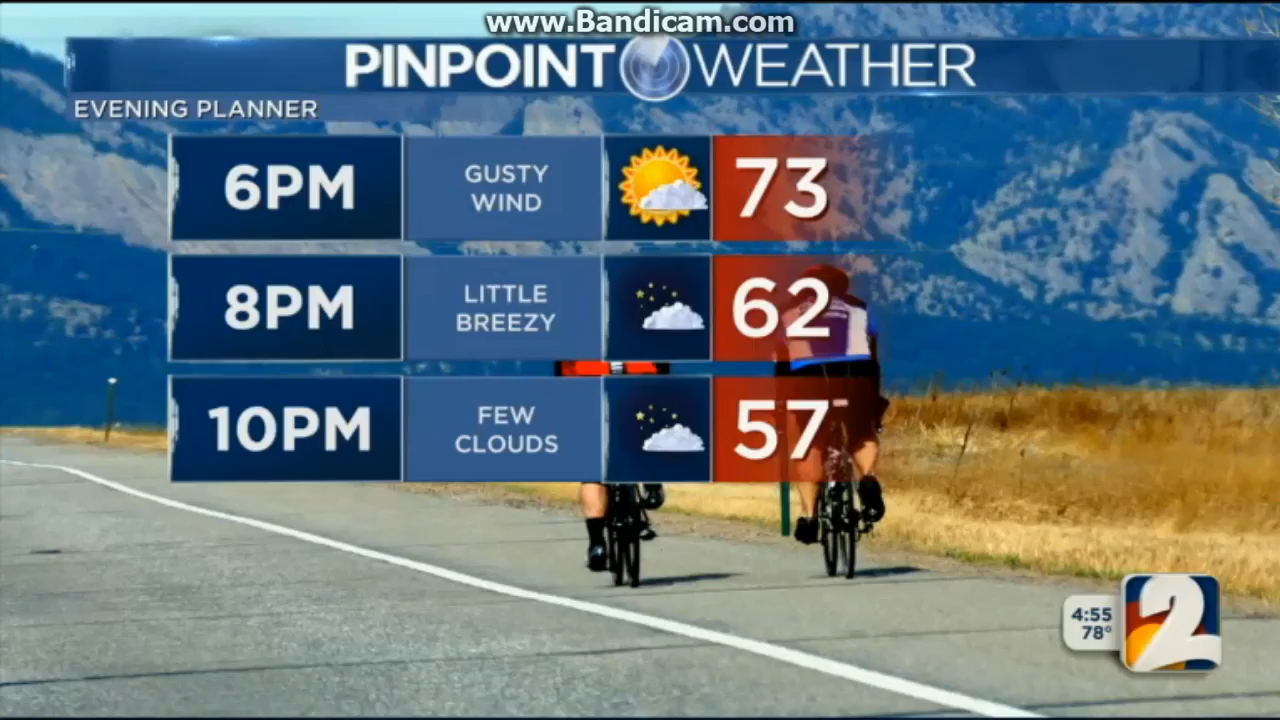 www.Bandicam.com
PINPOINT WEATHER
EVENING PLANNER
6PM
GUSTY
WIND
73
8PM
LITTLE
BREEZY
62
10PM
FEW
CLOUDS
57
4:55
78°
2